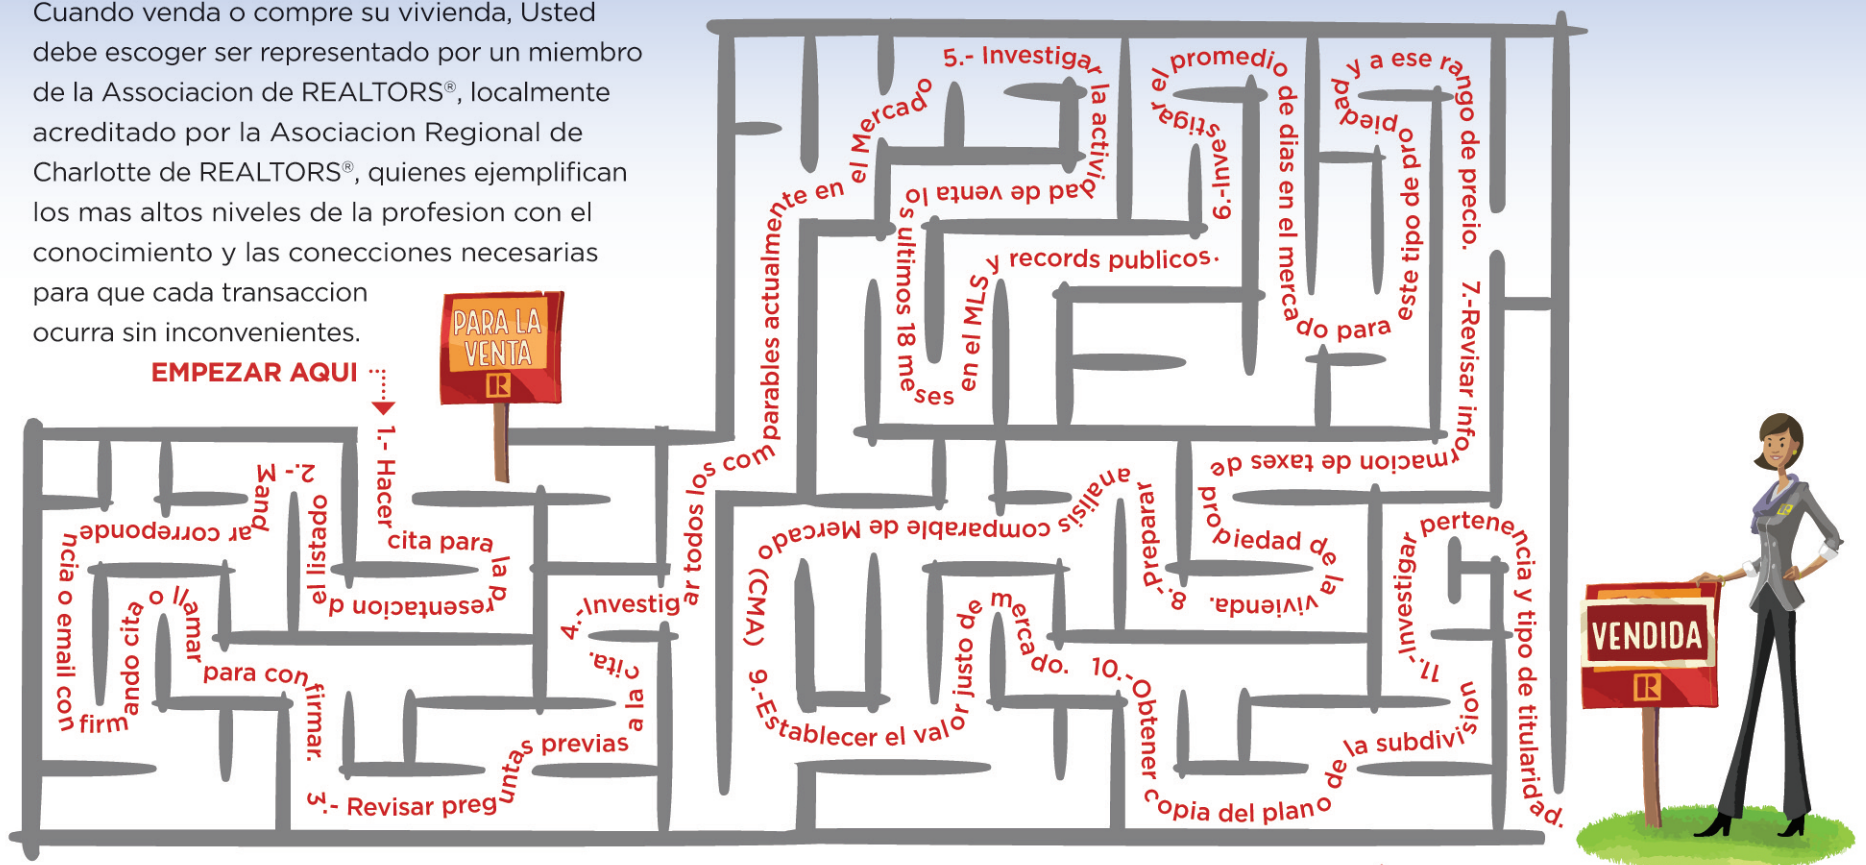 Cuando venda o compre su vivienda, Usted
debe escoger ser representado por un miembro
de la Associacion de REALTORS®, localmente
acreditado por la Asociacion Regional de
Charlotte de REALTORS®, quienes ejemplifican
los mas altos niveles de la profesion con el
conocimiento y las conecciones necesarias
para que cada transaccion
ocurra sin inconvenientes.
EMPEZAR AQUI
PARA LA
VENTA
R
1.- Hacer cita para la presentacion del listado
2.- Mandar correspondencia o email confirmando cita o llamar para confirmar.
3.- Revisar preguntas previas a la cita.
4.-Investigar todos los comparables actualmente en el Mercado
5.- Investigar la actividad de venta de los ultimos 18 meses en el MLS y records publicos.
6.-Investigar el promedio de dias en el mercado para este tipo de propiedad y a ese rango de precio.
7.-Revisar informacion de taxes de propiedad de la vivienda.
8.-Preparar analisis comparable de Mercado (CMA)
9.-Establecer el valor justo de mercado.
10.-Obtener copia del plano de la subdivision
11.-Investigar pertenencia y tipo de titularidad.
VENDIDA
R